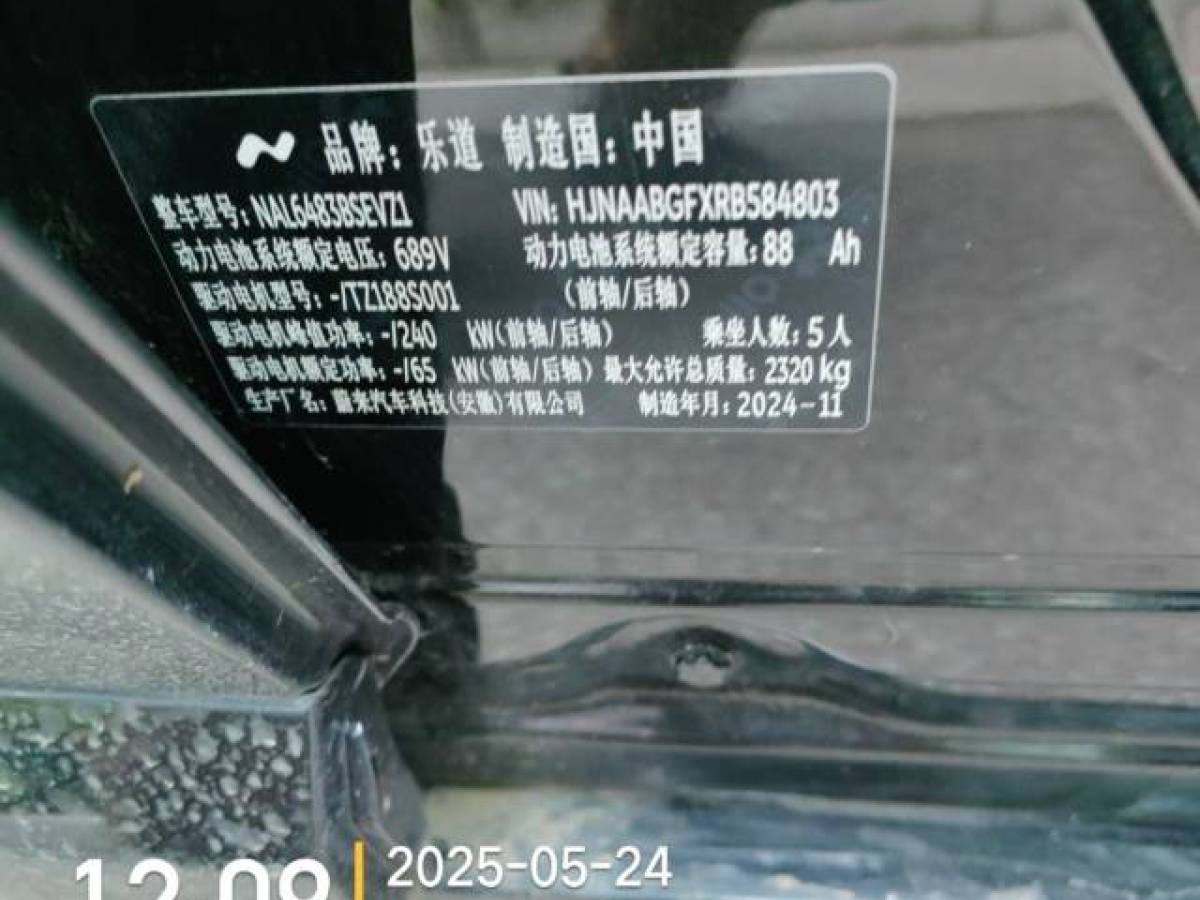 品牌：乐道 制造国：中国
整车型号：NAL6483BSEVZ1 VIN：HJNAABGFXRB584803
动力电池系统额定电压：689V 动力电池系统额定容量：88 Ah
驱动电机型号：-/TZ188S001 （前轴/后轴）
驱动电机峰值功率：-/240 kW（前轴/后轴） 乘坐人数：5人
驱动电机额定功率：-/65 kW（前轴/后轴） 最大允许总质量：2320 kg
生产厂名：蔚来汽车科技（安徽）有限公司 制造年月：2024-11
12:09 2025-05-24